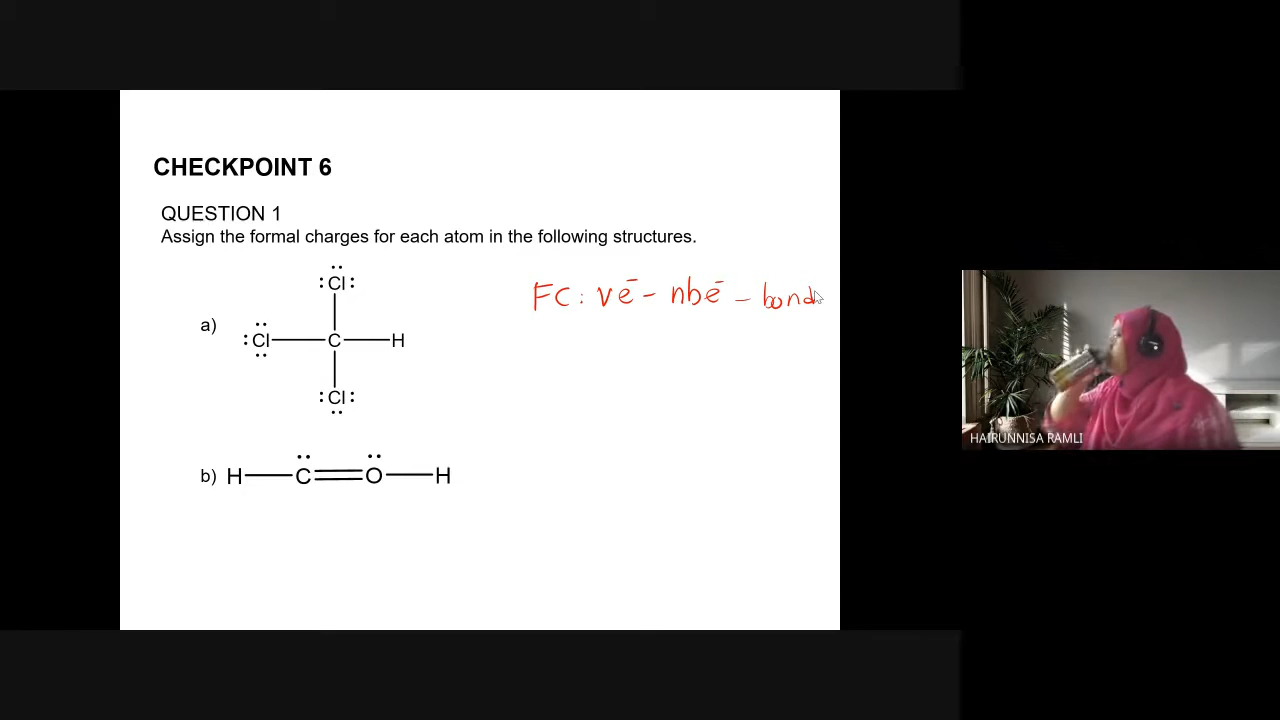 CHECKPOINT 6
QUESTION 1
Assign the formal charges for each atom in the following structures.
FC : ve⁻ - nbe⁻ - bond
a)
Cl
Cl C H
Cl
b) H C O H
HAIRUNNISA RAMLI